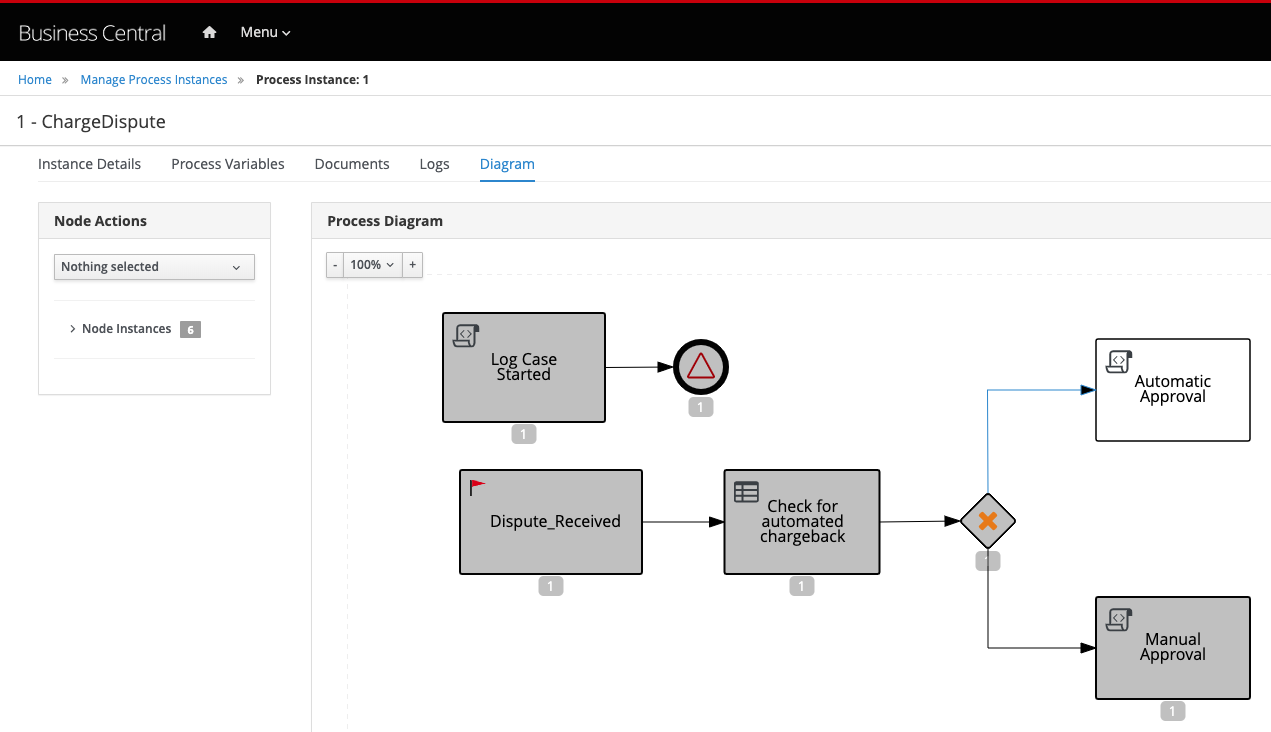 Business Central
Menu
Home » Manage Process Instances » Process Instance: 1
1 - ChargeDispute
Instance Details
Process Variables
Documents
Logs
Diagram
Node Actions
Nothing selected
Node Instances 6
Process Diagram
- 100% +
Log Case
Started
1
1
Automatic
Approval
Dispute_Received
1
Check for
automated
chargeback
1
1
Manual
Approval
1